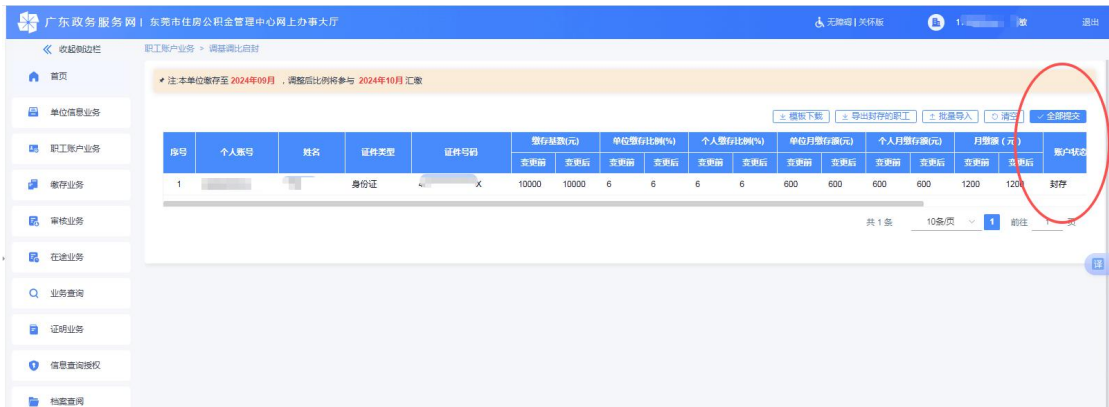 广东政务服务网 | 东莞市住房公积金管理中心网上办事大厅 无障碍 | 关怀版 1. 敏 退出
收起侧边栏 职工账户业务 > 调基调比启封
首页
注:本单位缴存至 2024年09月 ，调整后比例将参与 2024年10月 汇缴
单位信息业务
模板下载 导出封存的职工 批量导入 清空 全部提交
职工账户业务
序号 个人账号 姓名 证件类型 证件号码 缴存基数(元) 单位缴存比例(%) 个人缴存比例(%) 单位月缴存额(元) 个人月缴存额(元) 月缴额（元） 账户状态
变更前 变更后 变更前 变更后 变更前 变更后 变更前 变更后 变更前 变更后 变更前 变更后
缴存业务
1 身份证 X 10000 10000 6 6 6 6 600 600 600 600 1200 1200 封存
审核业务
共 1 条 10条/页 1 前往 1 页
在途业务
译
业务查询
证明业务
信息查询授权
档案查阅